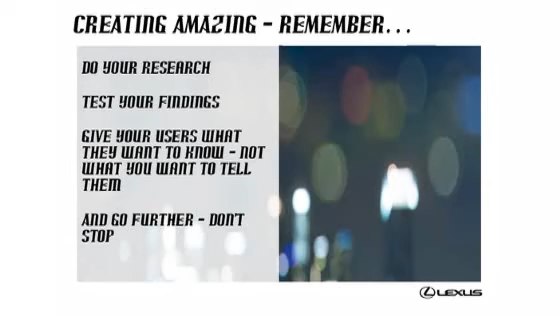 CREATING AMAZING - REMEMBER...
DO YOUR RESEARCH
TEST YOUR FINDINGS
GIVE YOUR USERS WHAT
THEY WANT TO KNOW - NOT
WHAT YOU WANT TO TELL
THEM
AND GO FURTHER - DON'T
STOP
LEXUS